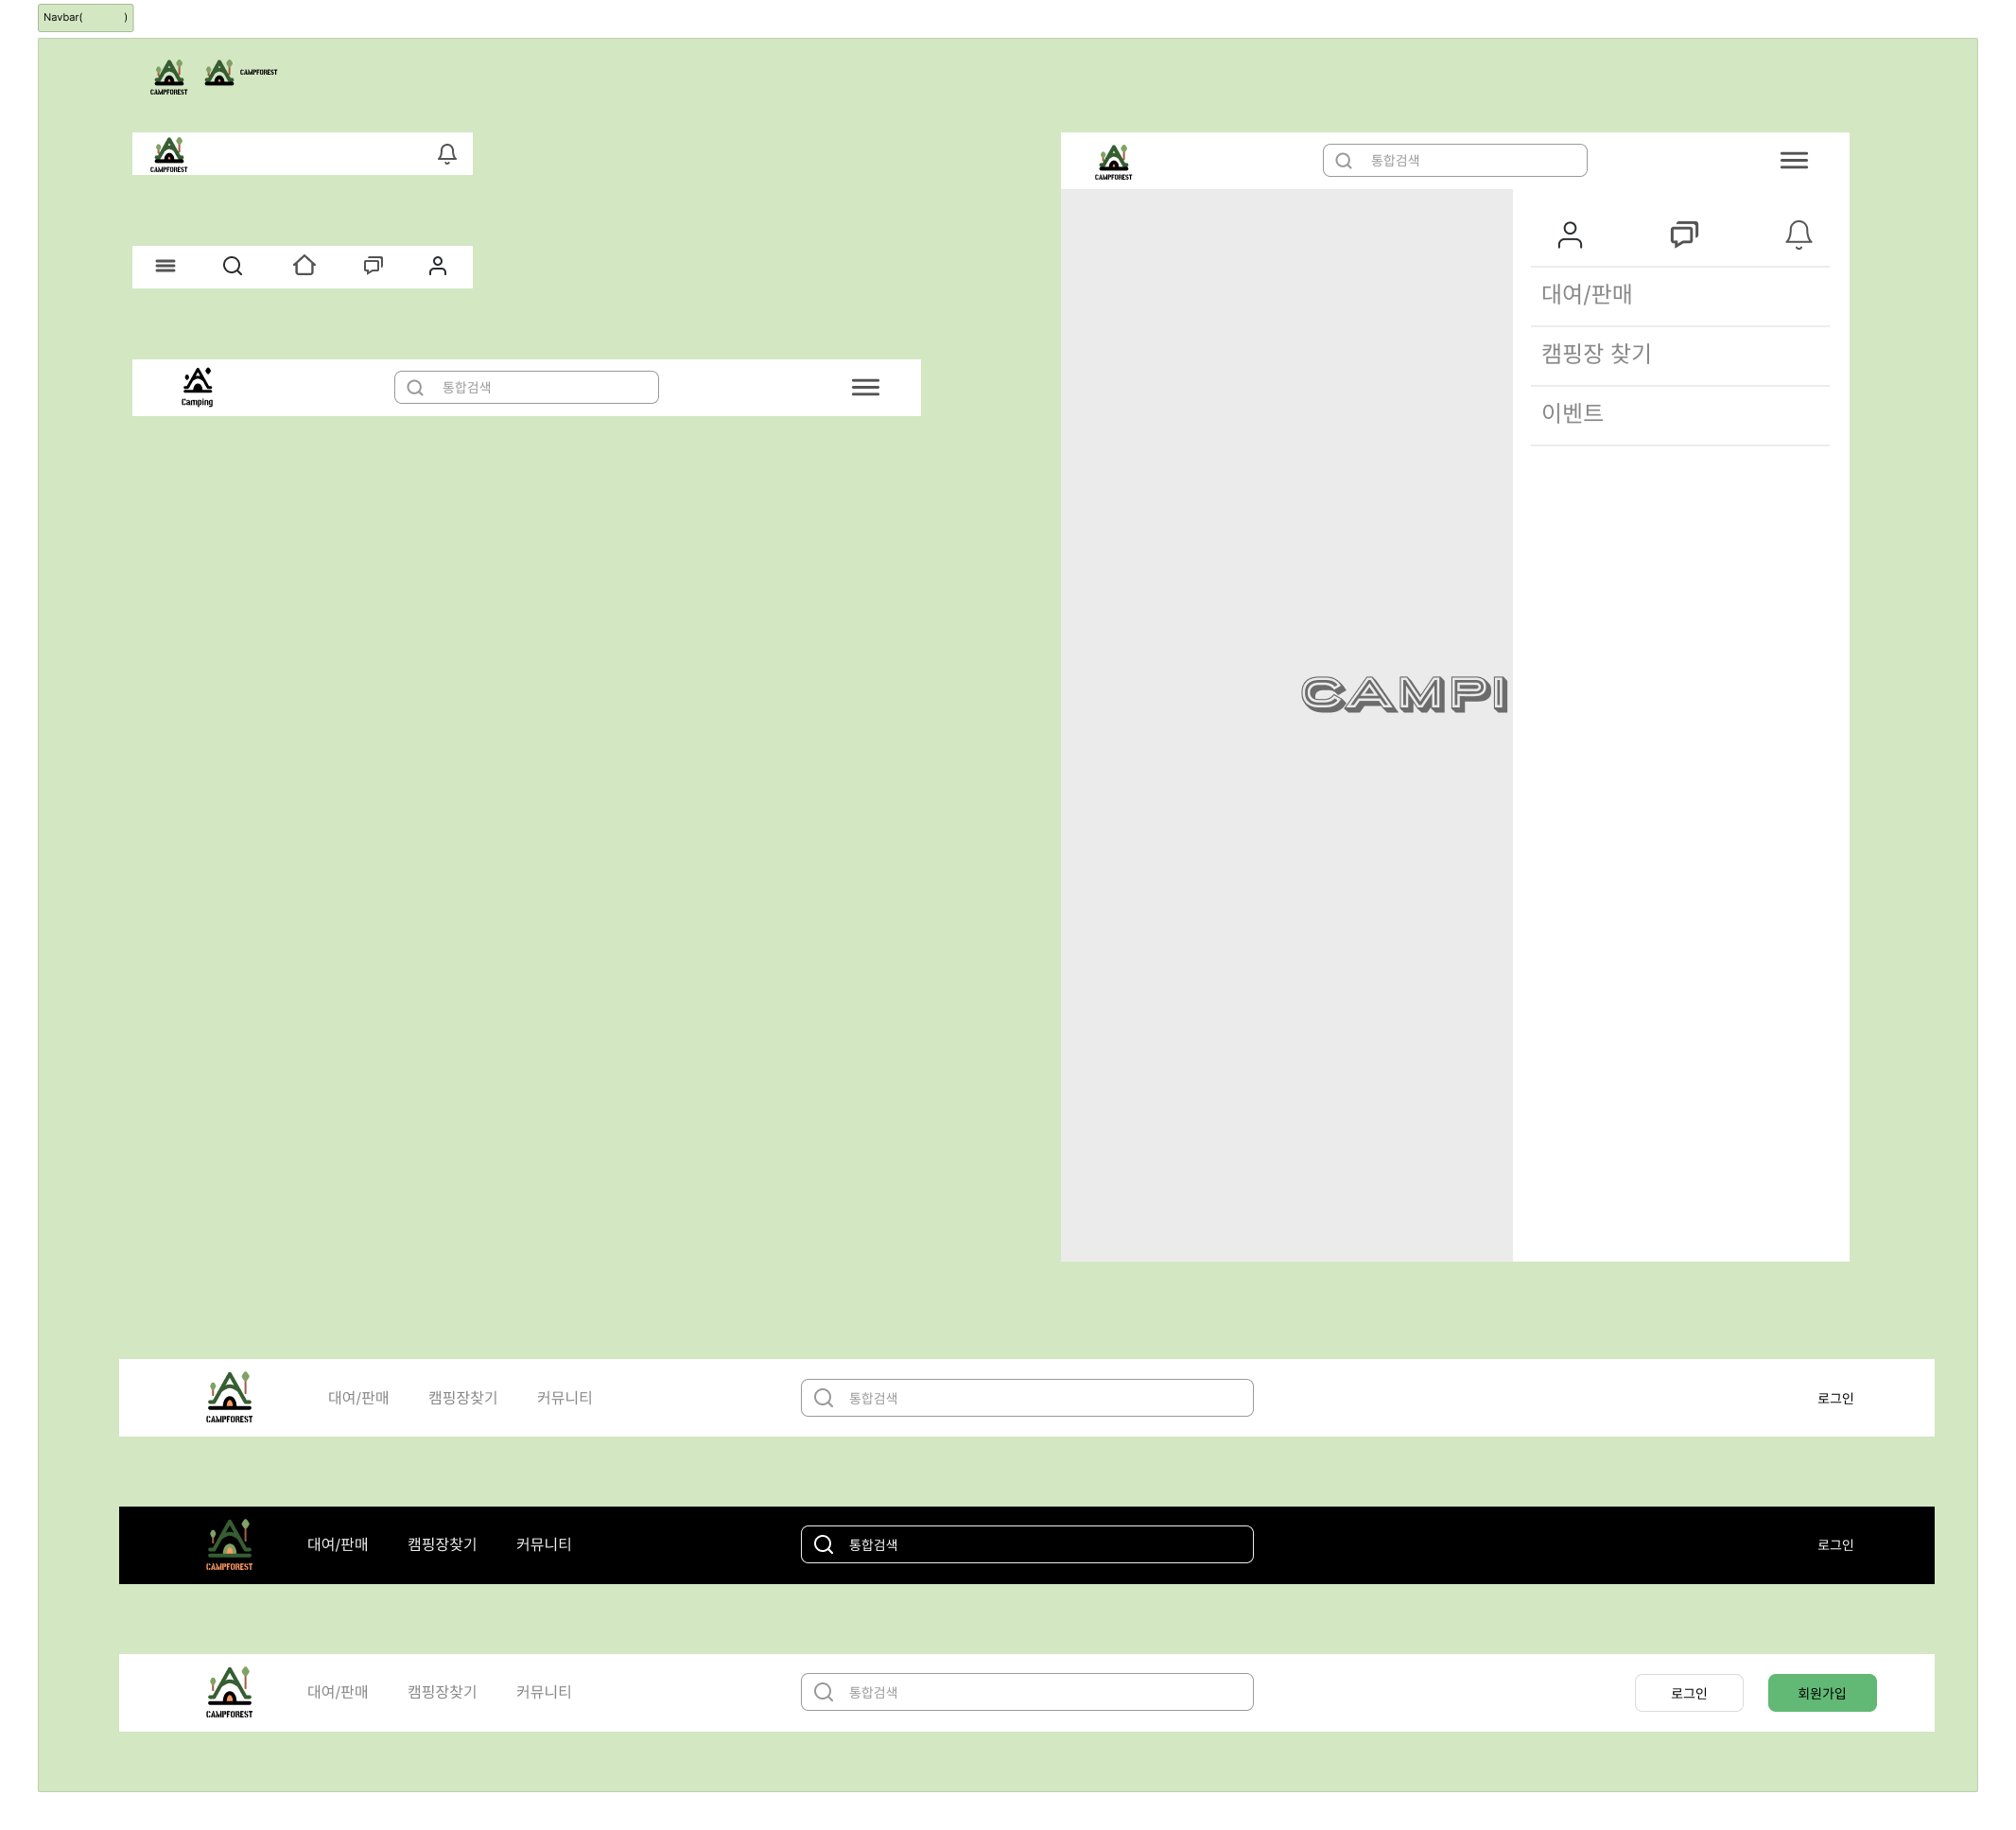 Navbar( )
CAMPFOREST
CAMPFOREST
CAMPFOREST
Camping
통합검색
CAMPFOREST
통합검색
대여/판매
캠핑장 찾기
이벤트
CAMPI
CAMPFOREST
대여/판매 캠핑장찾기 커뮤니티
통합검색
로그인
CAMPFOREST
대여/판매 캠핑장찾기 커뮤니티
통합검색
로그인
CAMPFOREST
대여/판매 캠핑장찾기 커뮤니티
통합검색
로그인
회원가입